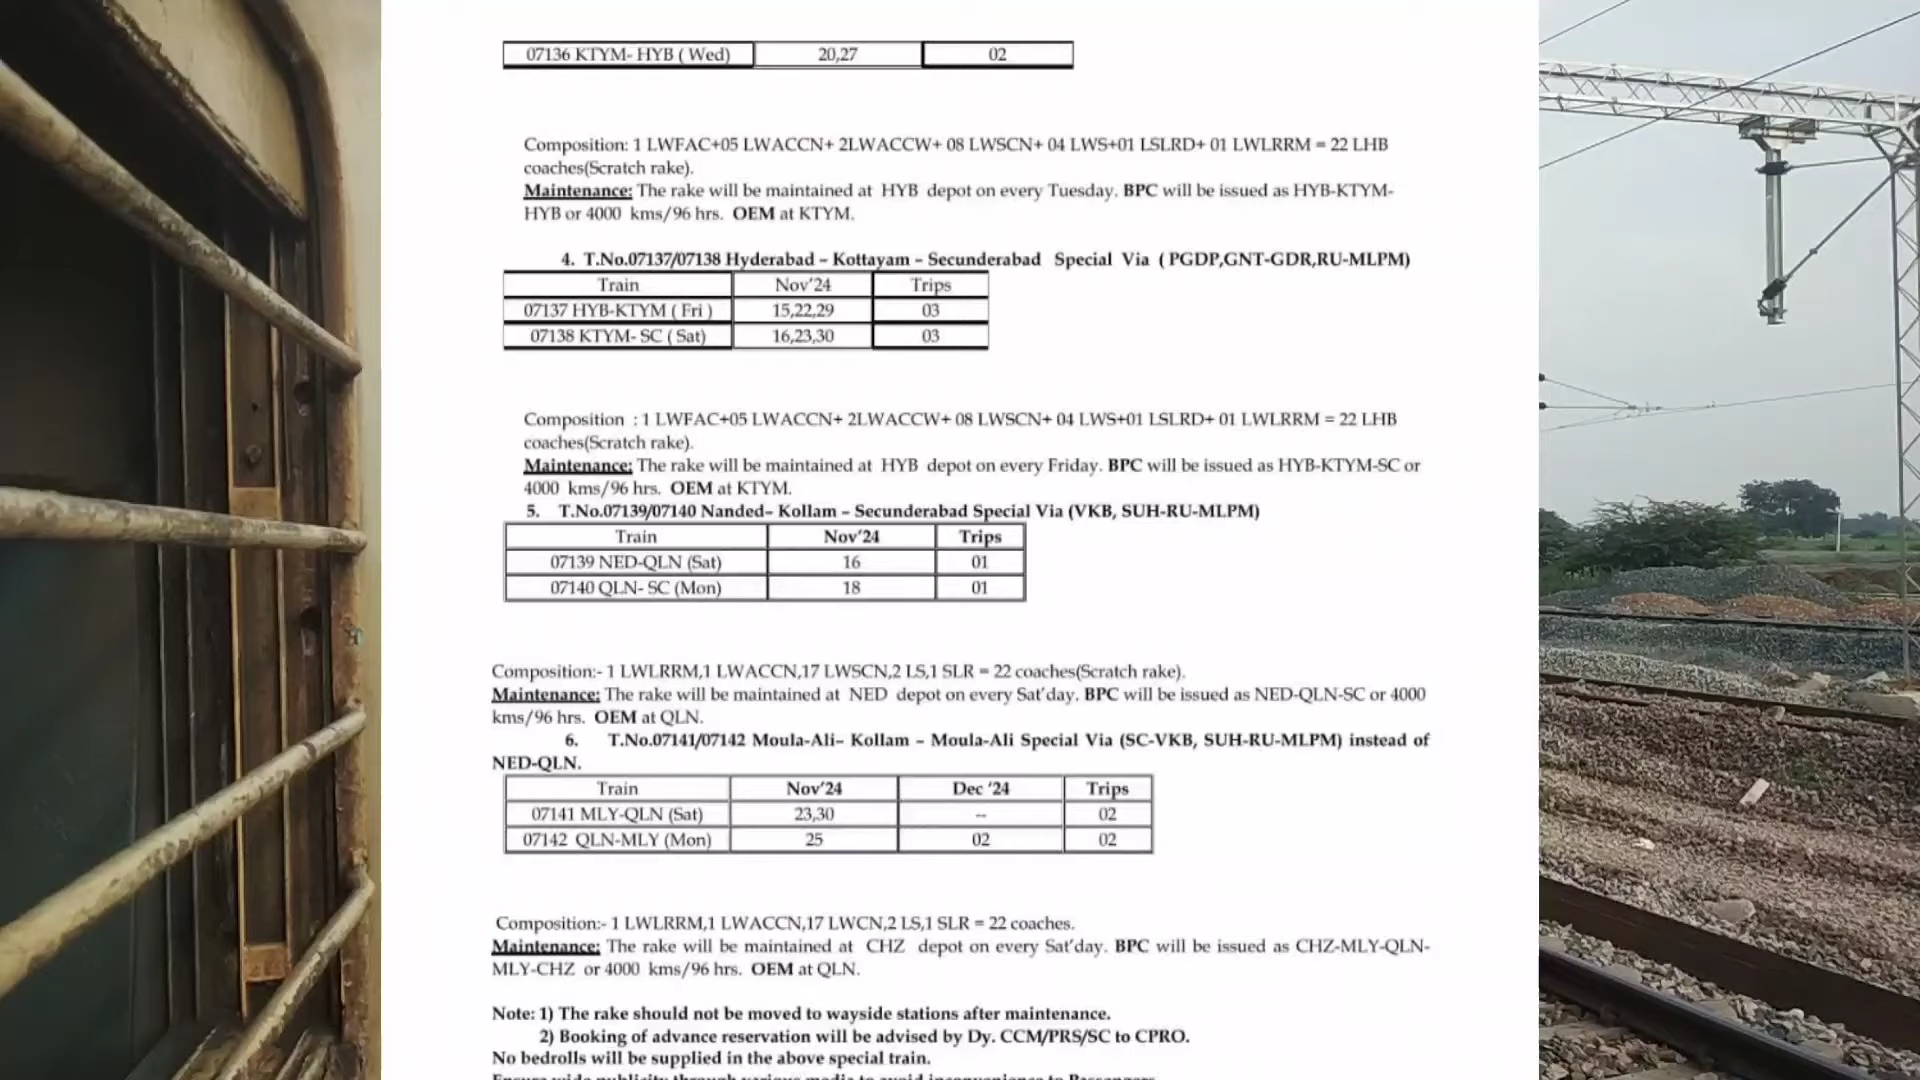 07136 KTYM- HYB ( Wed) 20,27 02
Composition: 1 LWFAC+05 LWACCN+ 2LWACCW+ 08 LWSCN+ 04 LWS+01 LSLRD+ 01 LWLRRM = 22 LHB
coaches(Scratch rake).
Maintenance: The rake will be maintained at HYB depot on every Tuesday. BPC will be issued as HYB-KTYM-
HYB or 4000 kms/96 hrs. OEM at KTYM.
4. T.No.07137/07138 Hyderabad – Kottayam – Secunderabad Special Via ( PGDP,GNT-GDR,RU-MLPM)
Train Nov'24 Trips
07137 HYB-KTYM ( Fri ) 15,22,29 03
07138 KTYM- SC ( Sat) 16,23,30 03
Composition : 1 LWFAC+05 LWACCN+ 2LWACCW+ 08 LWSCN+ 04 LWS+01 LSLRD+ 01 LWLRRM = 22 LHB
coaches(Scratch rake).
Maintenance: The rake will be maintained at HYB depot on every Friday. BPC will be issued as HYB-KTYM-SC or
4000 kms/96 hrs. OEM at KTYM.
5. T.No.07139/07140 Nanded– Kollam – Secunderabad Special Via (VKB, SUH-RU-MLPM)
Train Nov'24 Trips
07139 NED-QLN (Sat) 16 01
07140 QLN- SC (Mon) 18 01
Composition:- 1 LWLRRM,1 LWACCN,17 LWSCN,2 LS,1 SLR = 22 coaches(Scratch rake).
Maintenance: The rake will be maintained at NED depot on every Sat'day. BPC will be issued as NED-QLN-SC or 4000
kms/96 hrs. OEM at QLN.
6. T.No.07141/07142 Moula-Ali– Kollam – Moula-Ali Special Via (SC-VKB, SUH-RU-MLPM) instead of
NED-QLN.
Train Nov'24 Dec '24 Trips
07141 MLY-QLN (Sat) 23,30 -- 02
07142 QLN-MLY (Mon) 25 02 02
Composition:- 1 LWLRRM,1 LWACCN,17 LWCN,2 LS,1 SLR = 22 coaches.
Maintenance: The rake will be maintained at CHZ depot on every Sat'day. BPC will be issued as CHZ-MLY-QLN-
MLY-CHZ or 4000 kms/96 hrs. OEM at QLN.
Note: 1) The rake should not be moved to wayside stations after maintenance.
2) Booking of advance reservation will be advised by Dy. CCM/PRS/SC to CPRO.
No bedrolls will be supplied in the above special train.
Ensure wide publicity through various media to avoid inconvenience to Passengers